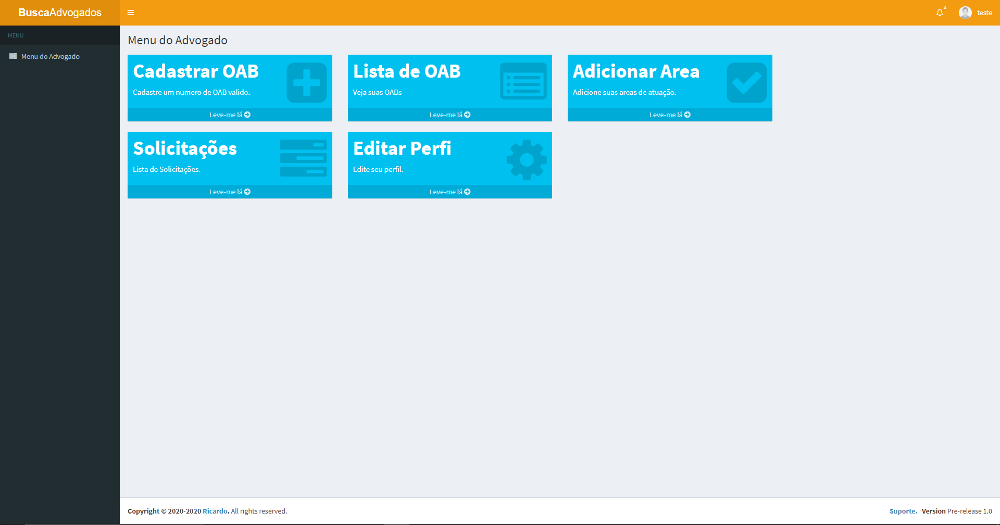 BuscaAdvogados
2
teste
MENU
Menu do Advogado
Menu do Advogado
Cadastrar OAB
Cadastre um numero de OAB valido.
Leve-me lá
Lista de OAB
Veja suas OABs
Leve-me lá
Adicionar Area
Adicione suas areas de atuação.
Leve-me lá
Solicitações
Lista de Solicitações.
Leve-me lá
Editar Perfi
Edite seu perfil.
Leve-me lá
Copyright © 2020-2020 Ricardo. All rights reserved.
Suporte. Version Pre-release 1.0